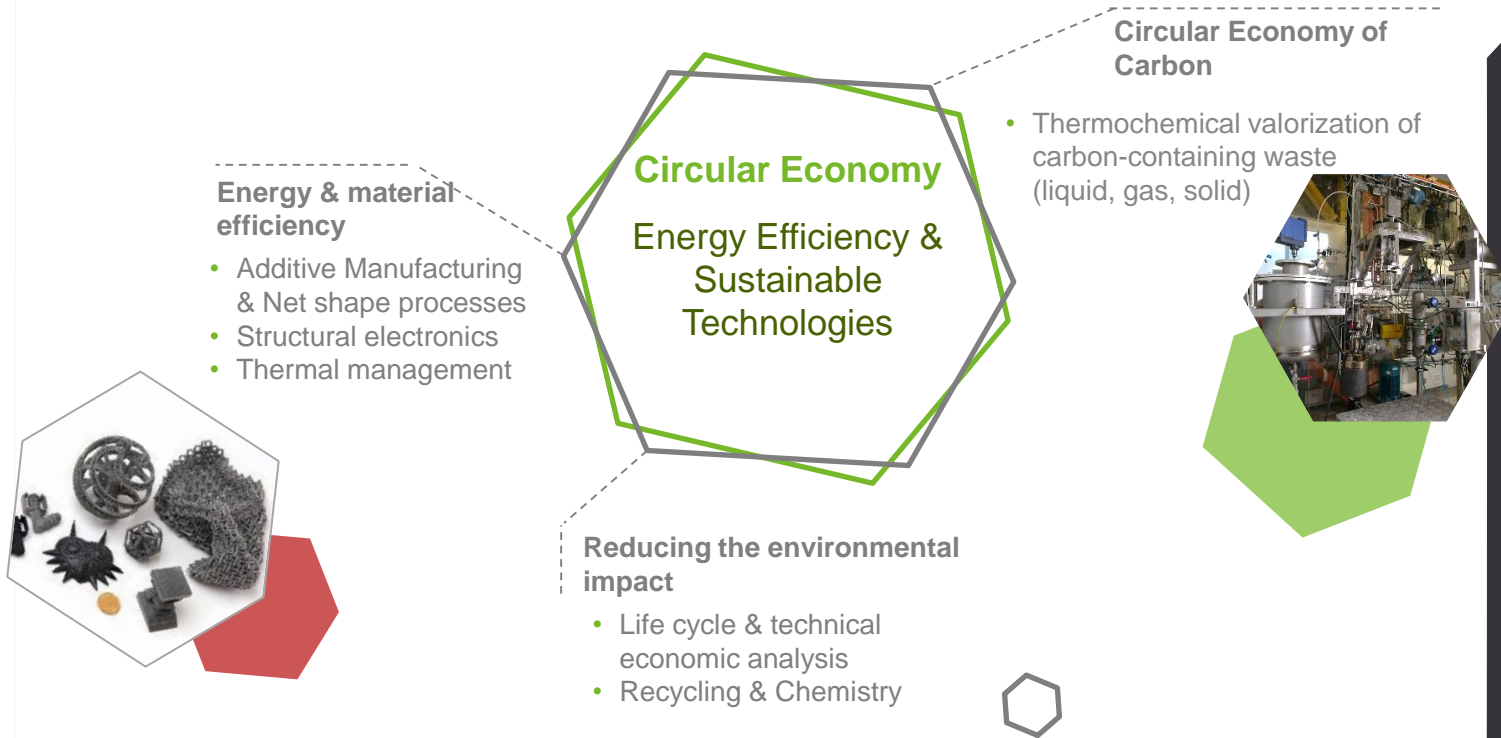 Circular Economy of
Carbon
• Thermochemical valorization of
carbon-containing waste
(liquid, gas, solid)
Circular Economy
Energy Efficiency &
Sustainable
Technologies
Energy & material
efficiency
• Additive Manufacturing
& Net shape processes
• Structural electronics
• Thermal management
Reducing the environmental
impact
• Life cycle & technical
economic analysis
• Recycling & Chemistry